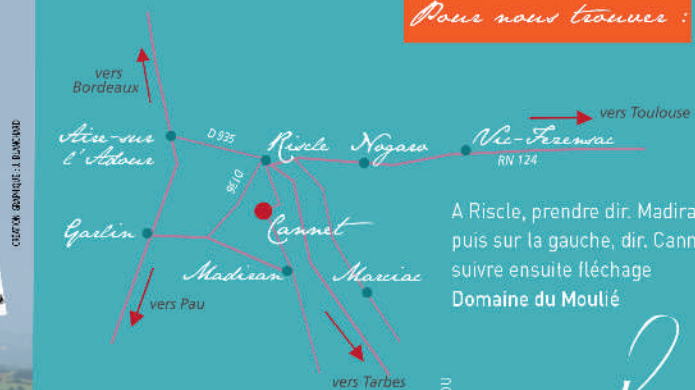 Pour nous trouver :
vers
Bordeaux
CRÉATION GRAPHIQUE : J. BLANCHARD
Aire-sur
l'Adour
D 935
Riscle
Nogaro
Vic-Fezensac
vers Toulouse
RN 124
D136
Cannet
Garlin
Madiran
Marciac
vers Pau
vers Tarbes
A Riscle, prendre dir. Madira
puis sur la gauche, dir. Cann
suivre ensuite fléchage
Domaine du Moulié